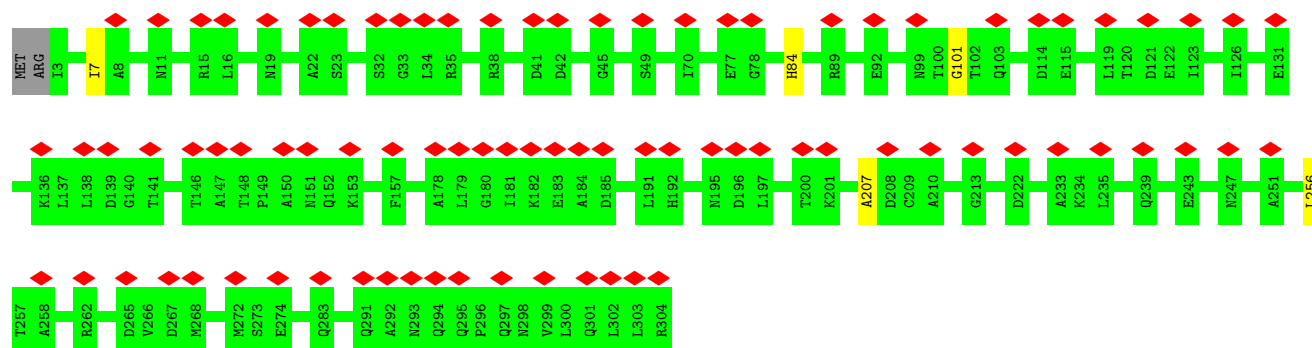 MET ARG I3 I7 A8 N11 R15 L16 N19 A22 S23 S32 G33 L34 R35 R38 D41 D42 G45 S49 I70 E77 G78 H84 R89 E92 N99 T100 G101 T102 Q103 D114 E115 L119 T120 D121 E122 I123 I126 E131
K136 L137 L138 D139 G140 T141 T146 A147 T148 P149 A150 N151 Q152 K153 F157 A178 L179 G180 I181 K182 E183 A184 D185 L191 H192 N195 D196 L197 T200 K201 A207 D208 C209 A210 G213 D222 A233 K234 L235 Q239 E243 N247 A251 L256
T257 A258 R262 D265 V266 D267 M268 M272 S273 E274 Q283 Q291 A292 N293 Q294 Q295 P296 Q297 N298 V299 L300 Q301 L302 L303 R304